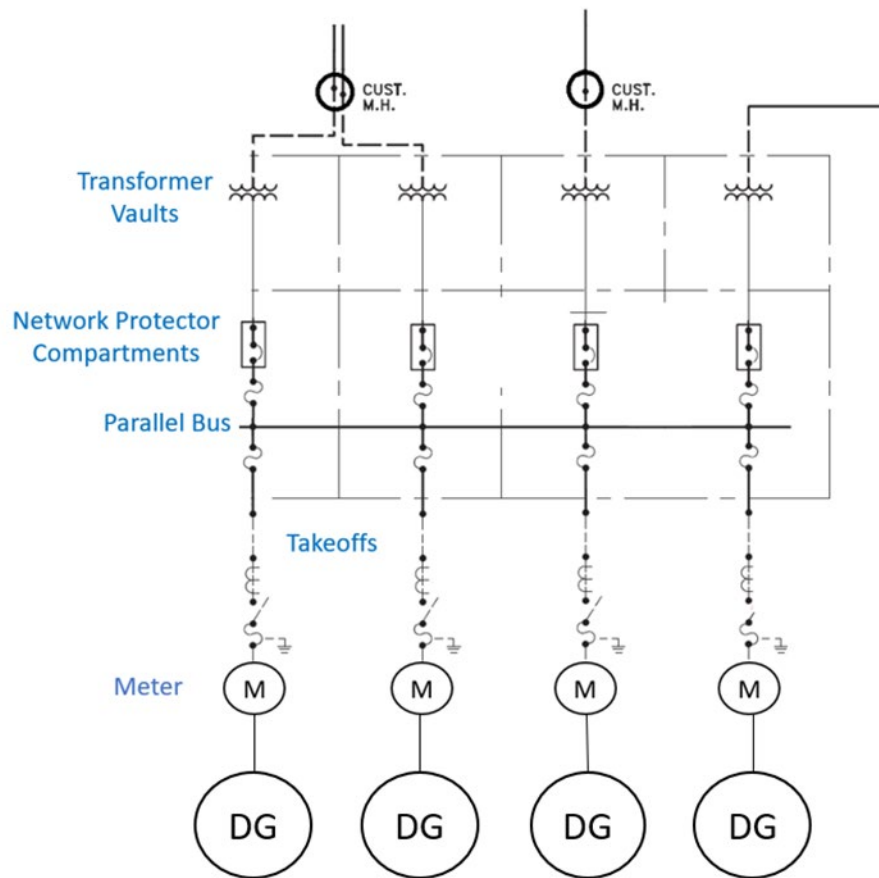 CUST.
M.H.
CUST.
M.H.
Transformer
Vaults
Network Protector
Compartments
Parallel Bus
Takeoffs
Meter
M
M
M
M
DG
DG
DG
DG